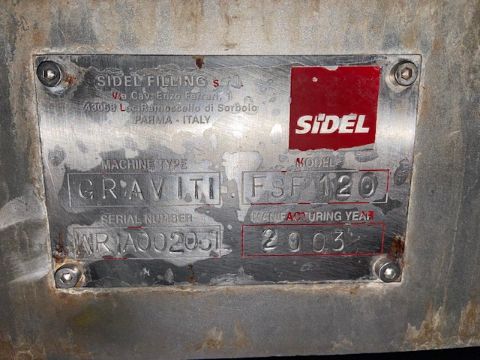 SIDEL FILLING s.r.l.
Via Cav. Enzo Ferrari, 1
43058 Loc. Ramoscello di Sorbolo
PARMA - ITALY
SIDEL
MACHINE TYPE
MODEL
GRAVITI
FSF 120
SERIAL NUMBER
MANUFACTURING YEAR
2003